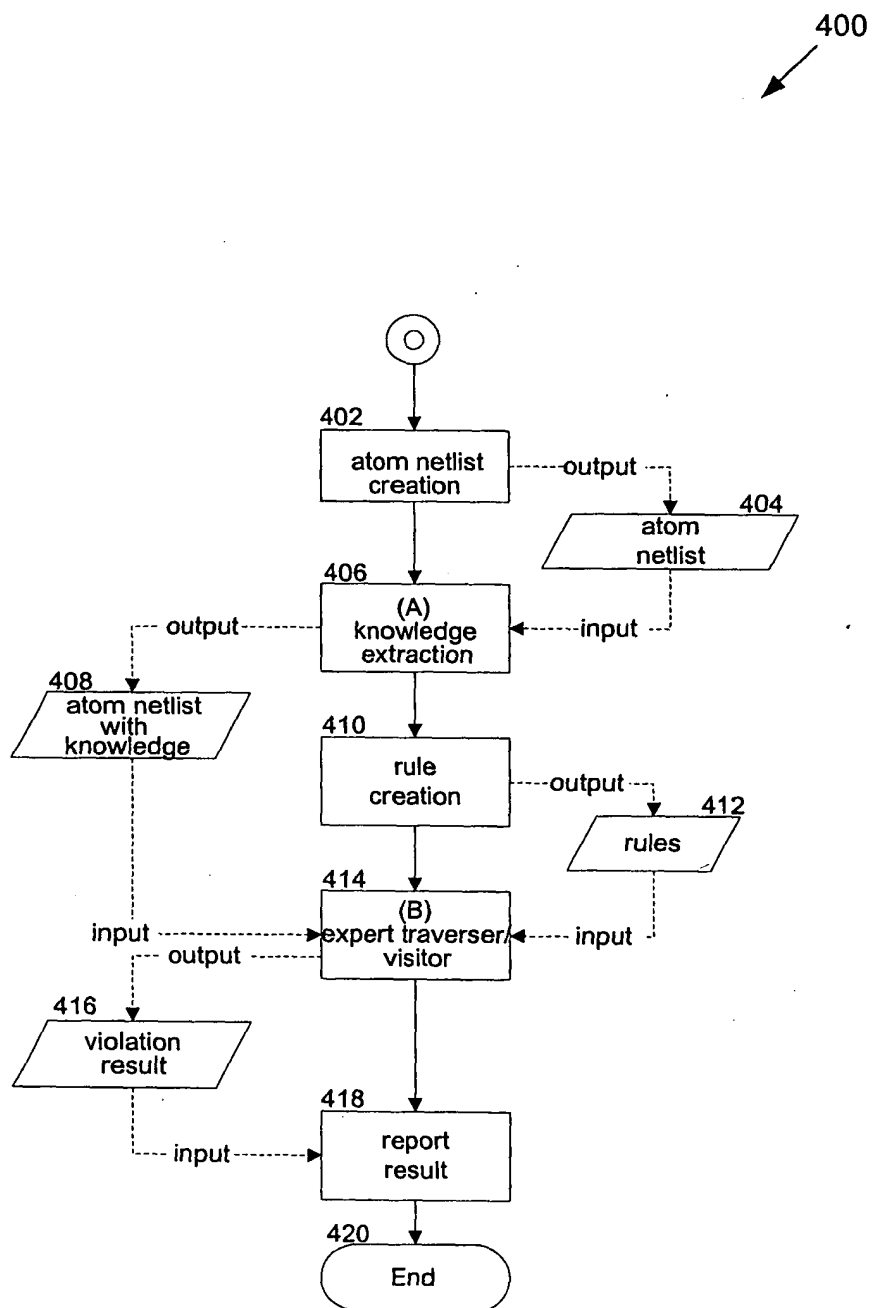 400
402
atom netlist
creation
output
404
atom
netlist
406
(A)
knowledge
extraction
output
input
408
atom netlist
with
knowledge
410
rule
creation
output
412
rules
414
(B)
expert traverser/
visitor
input
input
output
416
violation
result
418
report
result
input
420
End